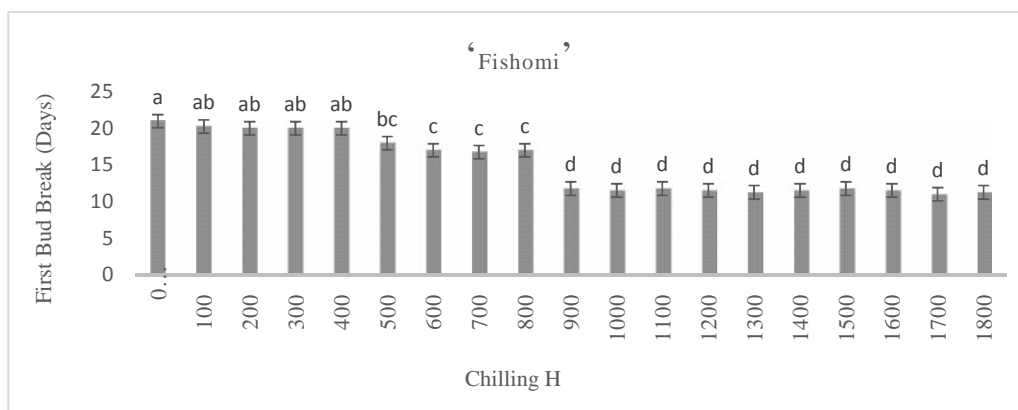 ‘Fishomi’
First Bud Break (Days)
25
20
15
10
5
0
a ab ab ab ab bc c c c d d d d d d d d d d
0... 100 200 300 400 500 600 700 800 900 1000 1100 1200 1300 1400 1500 1600 1700 1800
Chilling H